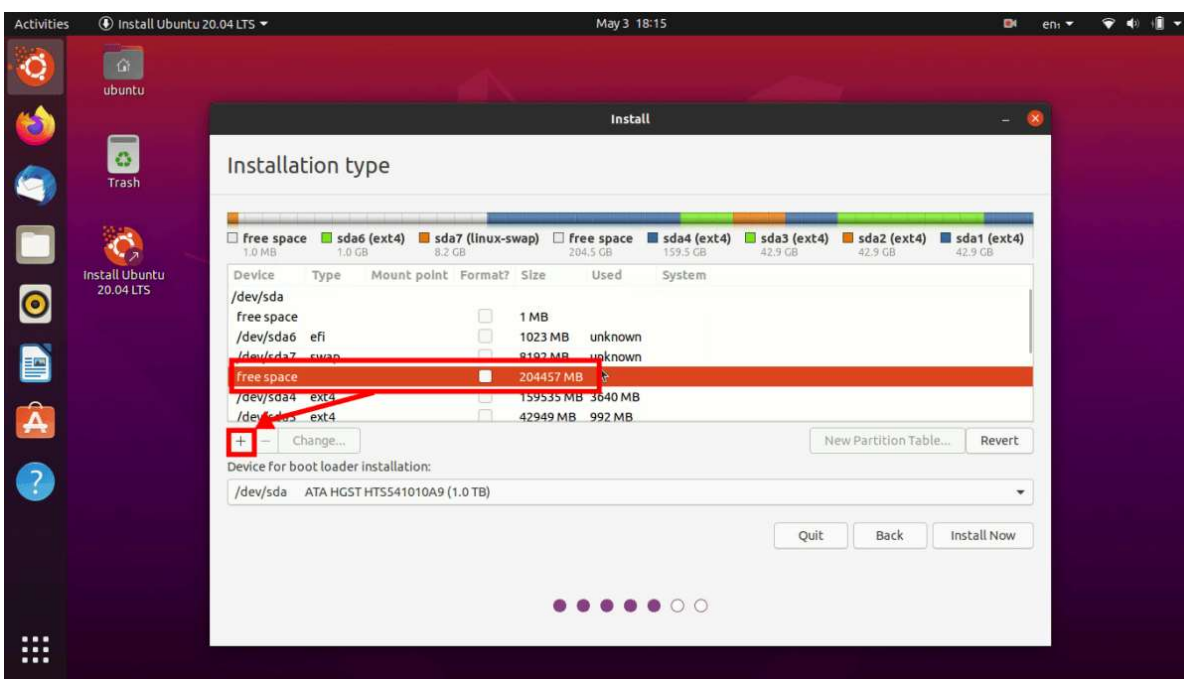 Activities Install Ubuntu 20.04 LTS May 3 18:15 en₁
ubuntu
Trash
Install Ubuntu
20.04 LTS
Install
Installation type
free space sda6 (ext4) sda7 (linux-swap) free space sda4 (ext4) sda3 (ext4) sda2 (ext4) sda1 (ext4)
1.0 MB 1.0 GB 8.2 GB 204.5 GB 159.5 GB 42.9 GB 42.9 GB 42.9 GB
Device Type Mount point Format? Size Used System
/dev/sda
free space 1 MB
/dev/sda6 efi 1023 MB unknown
/dev/sda7 swap 8192 MB unknown
free space 204457 MB
/dev/sda4 ext4 159535 MB 3640 MB
ext4 42949 MB 992 MB
+ − Change... New Partition Table... Revert
Device for boot loader installation:
/dev/sda ATA HGST HTS541010A9 (1.0 TB)
Quit Back Install Now